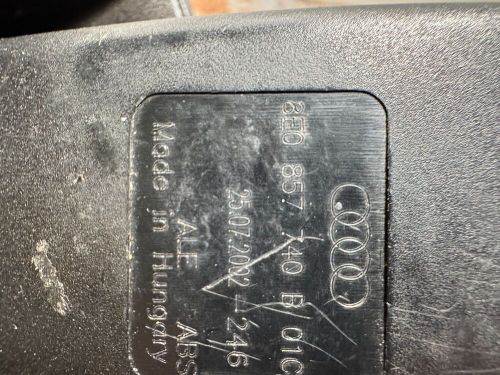 8E0 857 740 B 01C
25.07.2002 - 246
ALE ABS
Made in Hungary